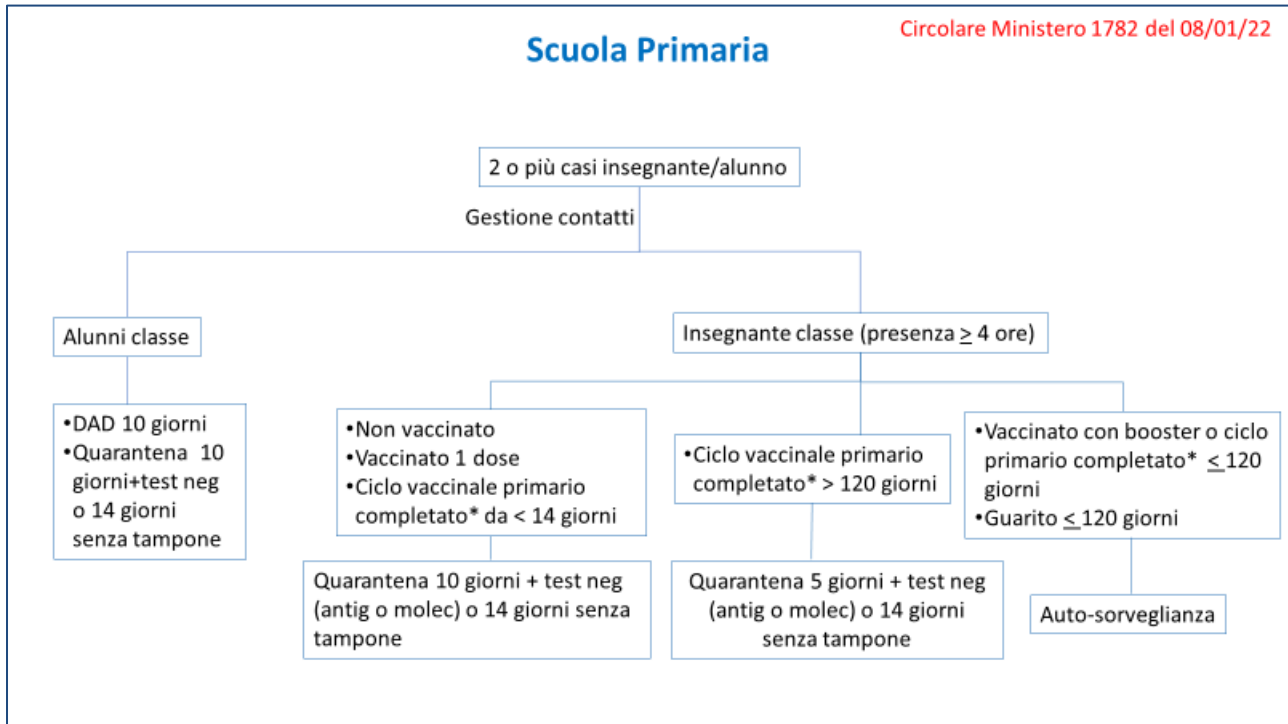 Circolare Ministero 1782 del 08/01/22
Scuola Primaria
2 o più casi insegnante/alunno
Gestione contatti
Alunni classe
•DAD 10 giorni
•Quarantena 10
giorni+test neg
o 14 giorni
senza tampone
Insegnante classe (presenza ≥ 4 ore)
•Non vaccinato
•Vaccinato 1 dose
•Ciclo vaccinale primario
completato* da < 14 giorni
Quarantena 10 giorni + test neg
(antig o molec) o 14 giorni senza
tampone
•Ciclo vaccinale primario
completato* > 120 giorni
Quarantena 5 giorni + test neg
(antig o molec) o 14 giorni
senza tampone
•Vaccinato con booster o ciclo
primario completato* ≤ 120
giorni
•Guarito ≤ 120 giorni
Auto-sorveglianza